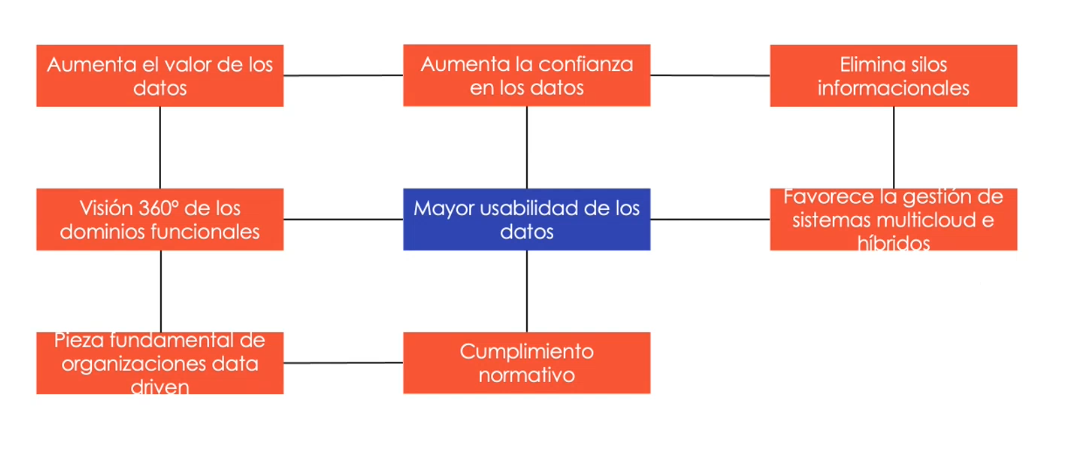 Aumenta el valor de los
datos
Aumenta la confianza
en los datos
Elimina silos
informacionales
Visión 360º de los
dominios funcionales
Mayor usabilidad de los
datos
Favorece la gestión de
sistemas multicloud e
híbridos
Pieza fundamental de
organizaciones data
driven
Cumplimiento
normativo